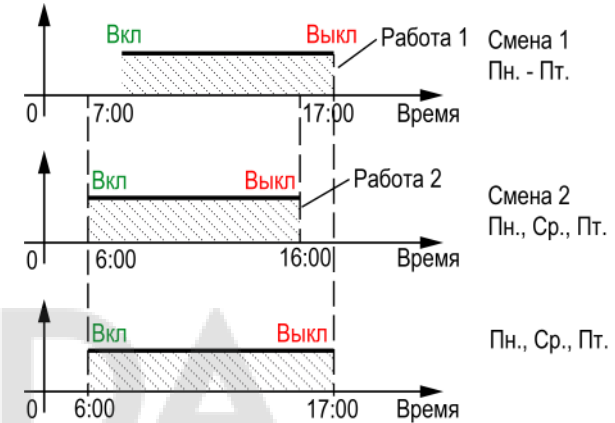 Вкл Выкл Работа 1 Смена 1
Пн. - Пт.
0 7:00 17:00 Время
Вкл Выкл Работа 2 Смена 2
Пн., Ср., Пт.
0 6:00 16:00 Время
Вкл Выкл Пн., Ср., Пт.
0 6:00 17:00 Время